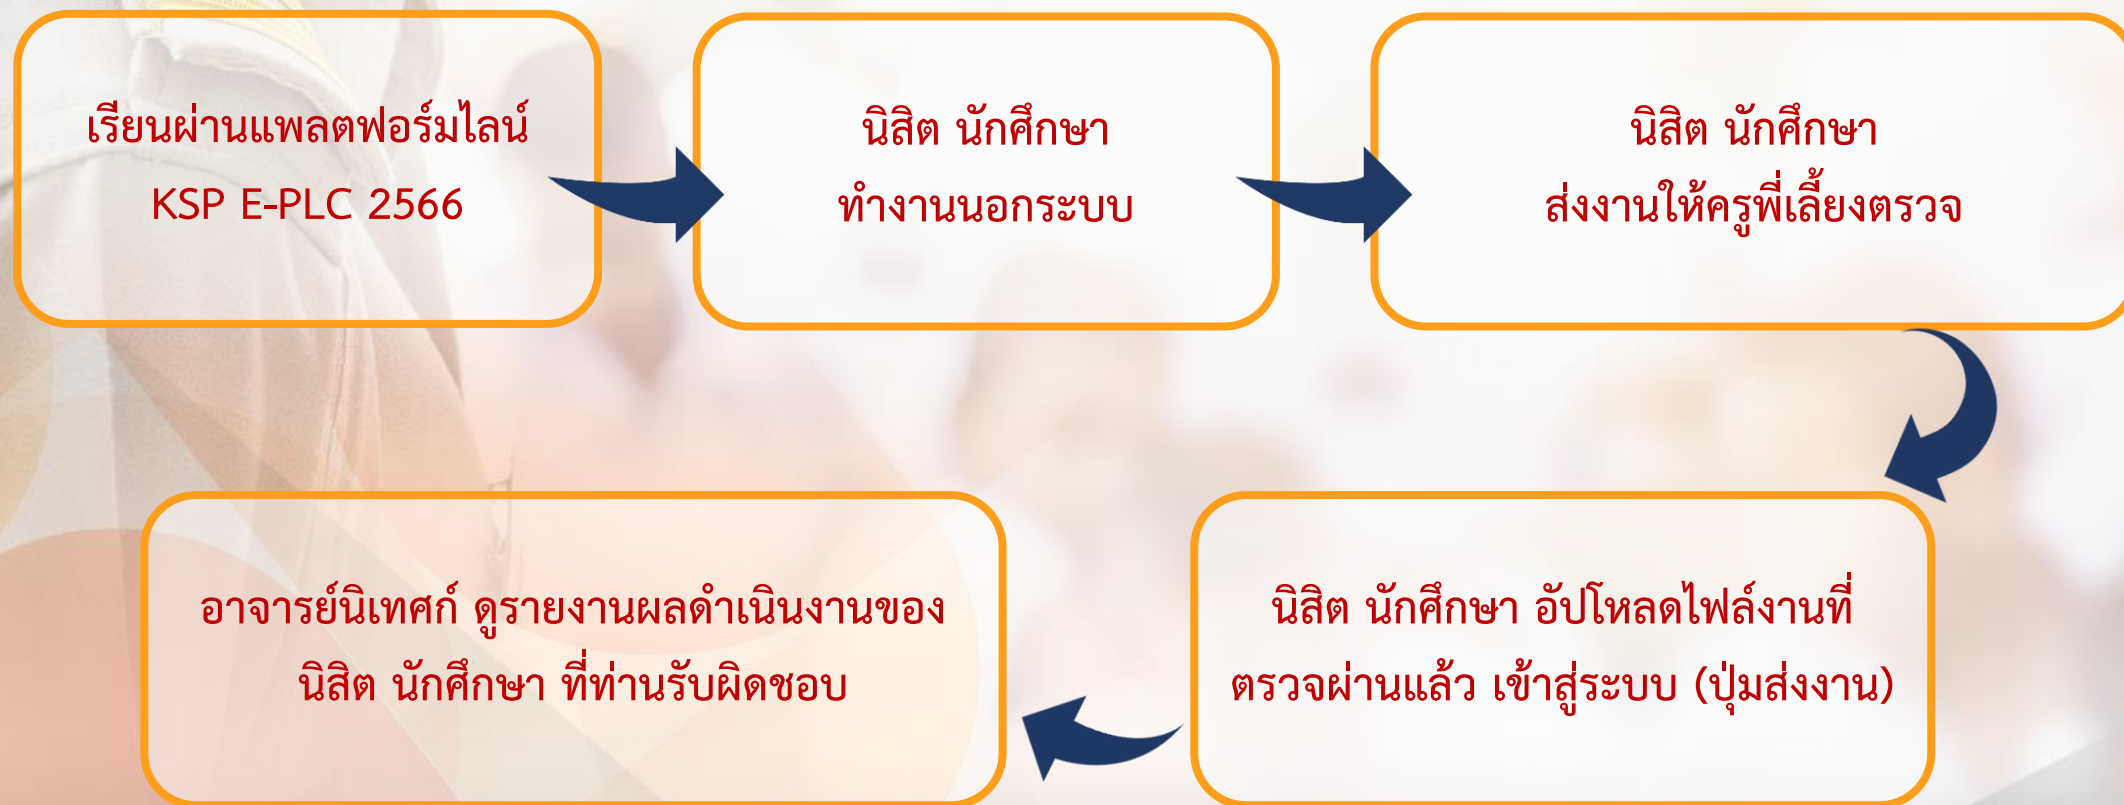 เรียนผ่านแพลตฟอร์มไลน์
KSP E-PLC 2566
นิสิต นักศึกษา
ทำงานนอกระบบ
นิสิต นักศึกษา
ส่งงานให้ครูพี่เลี้ยงตรวจ
นิสิต นักศึกษา อัปโหลดไฟล์งานที่
ตรวจผ่านแล้ว เข้าสู่ระบบ (ปุ่มส่งงาน)
อาจารย์นิเทศก์ ดูรายงานผลดำเนินงานของ
นิสิต นักศึกษา ที่ท่านรับผิดชอบ